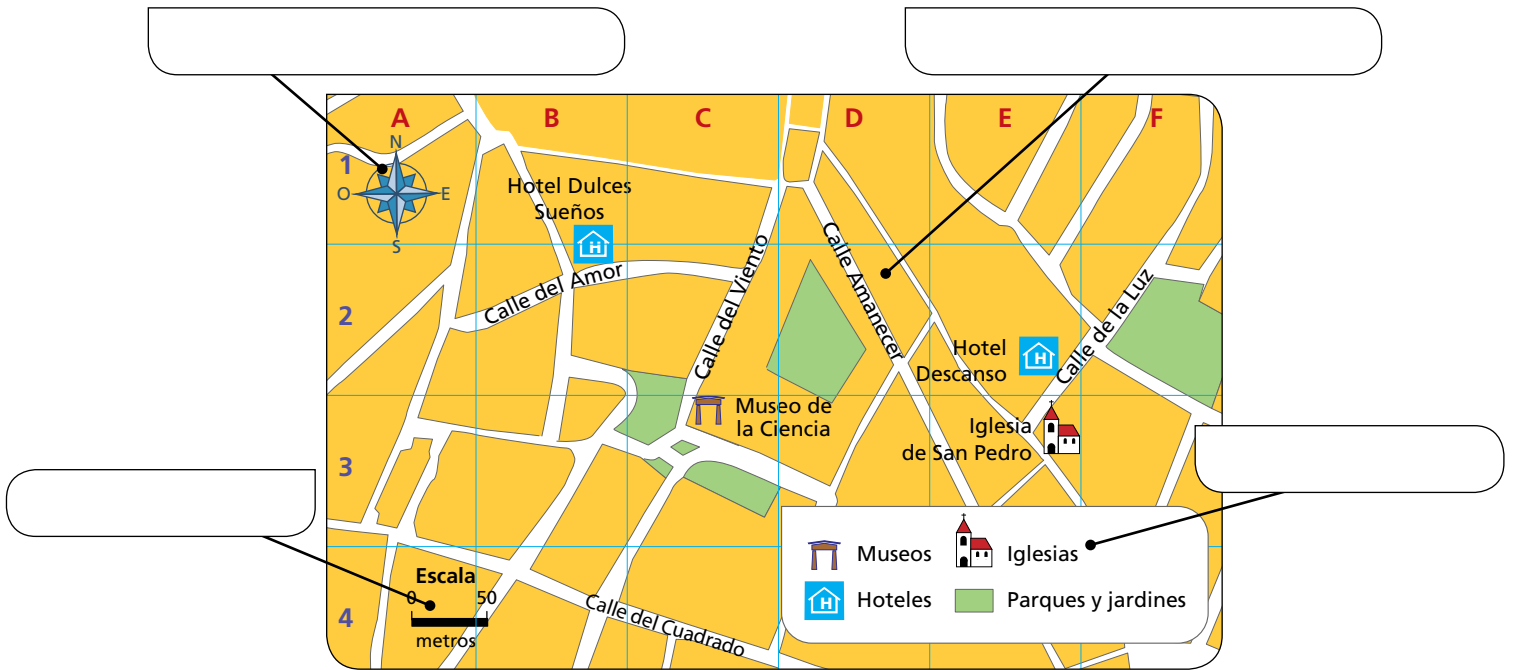 A B C D E F
N
1
O E
S
Hotel Dulces
Sueños
Calle del Amor
Calle del Viento
Calle Amanecer
Calle de la Luz
2
Hotel
Descanso
Museo de
la Ciencia
Iglesia
de San Pedro
3
Museos Iglesias
Hoteles Parques y jardines
Escala
0 50
metros
4
Calle del Cuadrado